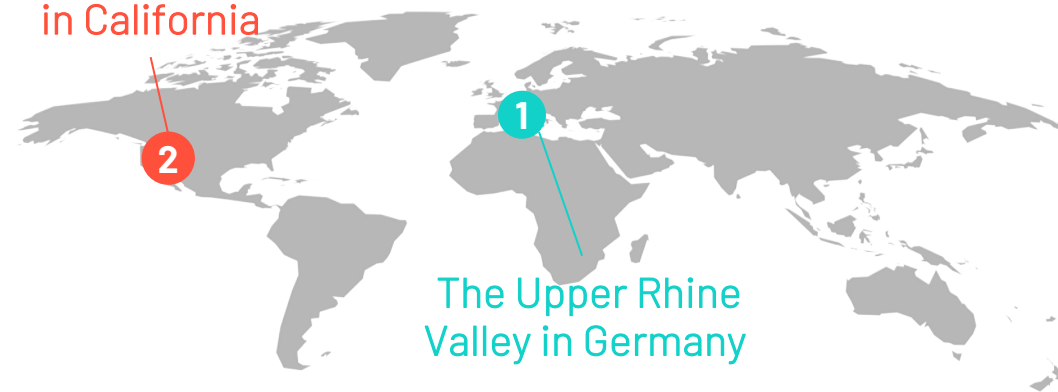 in California
2
1
The Upper Rhine
Valley in Germany